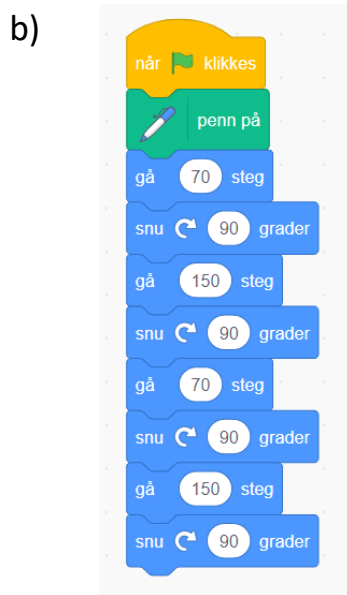 b)
når klikkes
penn på
gå 70 steg
snu 90 grader
gå 150 steg
snu 90 grader
gå 70 steg
snu 90 grader
gå 150 steg
snu 90 grader